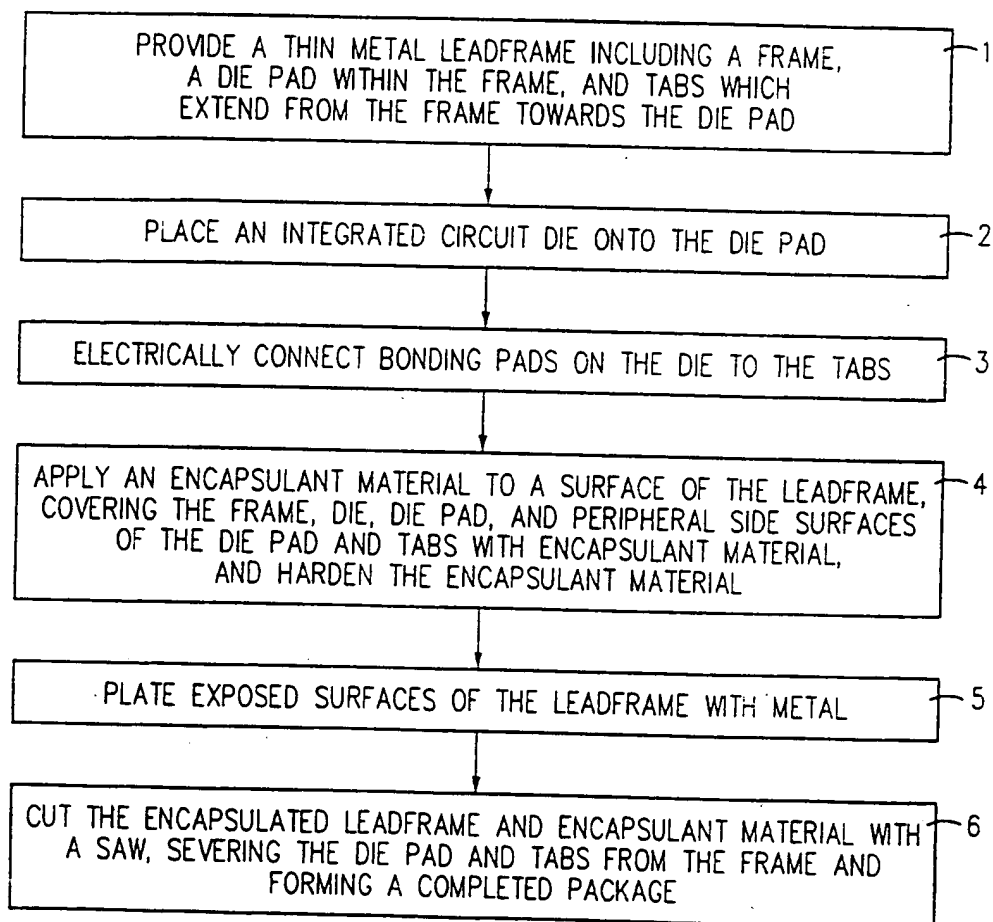 PROVIDE A THIN METAL LEADFRAME INCLUDING A FRAME,
A DIE PAD WITHIN THE FRAME, AND TABS WHICH
EXTEND FROM THE FRAME TOWARDS THE DIE PAD
1
PLACE AN INTEGRATED CIRCUIT DIE ONTO THE DIE PAD
2
ELECTRICALLY CONNECT BONDING PADS ON THE DIE TO THE TABS
3
APPLY AN ENCAPSULANT MATERIAL TO A SURFACE OF THE LEADFRAME,
COVERING THE FRAME, DIE, DIE PAD, AND PERIPHERAL SIDE SURFACES
OF THE DIE PAD AND TABS WITH ENCAPSULANT MATERIAL,
AND HARDEN THE ENCAPSULANT MATERIAL
4
PLATE EXPOSED SURFACES OF THE LEADFRAME WITH METAL
5
CUT THE ENCAPSULATED LEADFRAME AND ENCAPSULANT MATERIAL WITH
A SAW, SEVERING THE DIE PAD AND TABS FROM THE FRAME AND
FORMING A COMPLETED PACKAGE
6